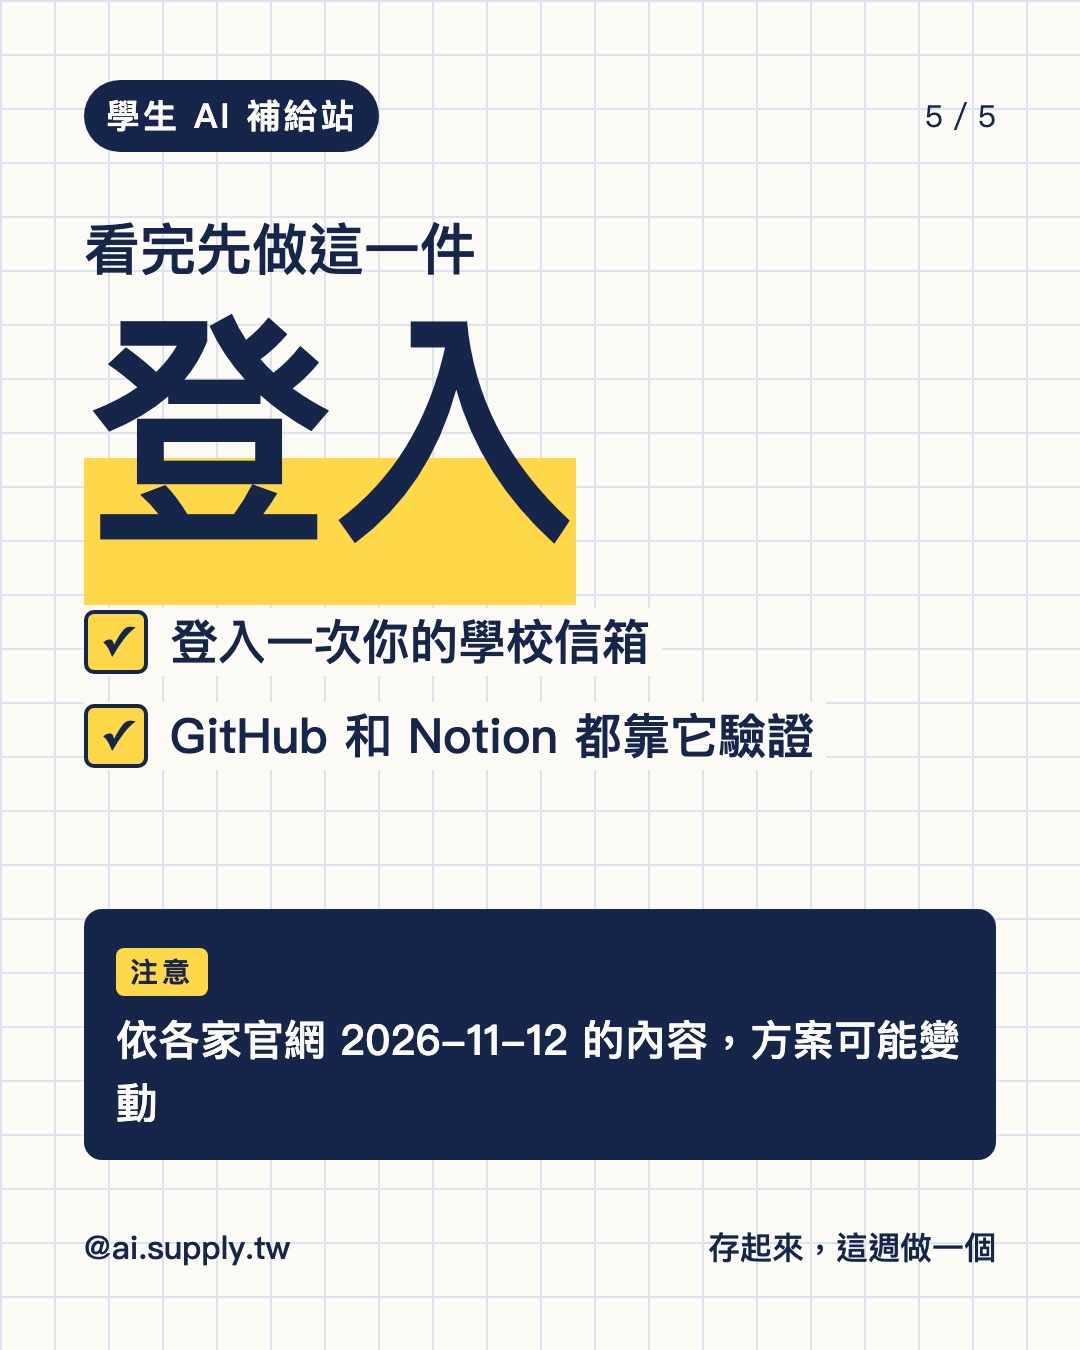 學生 AI 補給站
5 / 5
看完先做這一件
登入
✓ 登入一次你的學校信箱
✓ GitHub 和 Notion 都靠它驗證
注意
依各家官網 2026–11–12 的內容，方案可能變
動
@ai.supply.tw
存起來，這週做一個